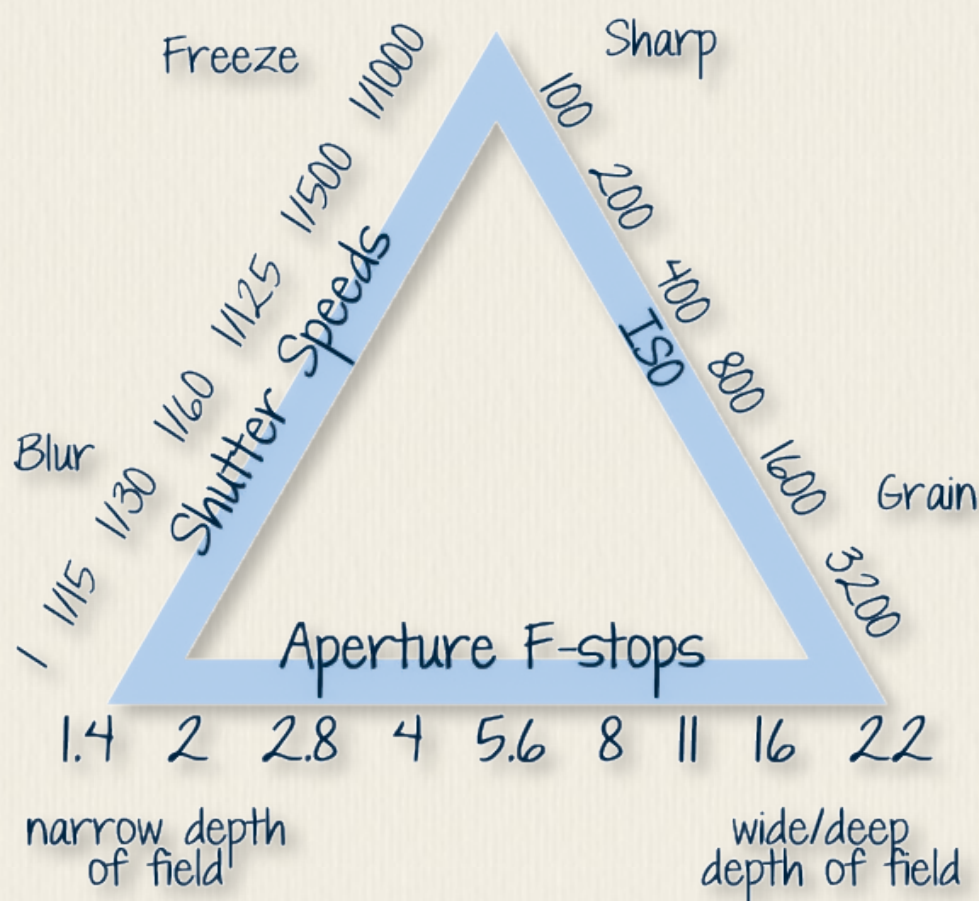 Freeze
Sharp
1/1000
1/500
1/125
1/60
1/30
1/15
1
Shutter Speeds
Blur
100
200
400
800
1600
3200
ISO
Grain
Aperture F-stops
1.4 2 2.8 4 5.6 8 11 16 22
narrow depth
of field
wide/deep
depth of field